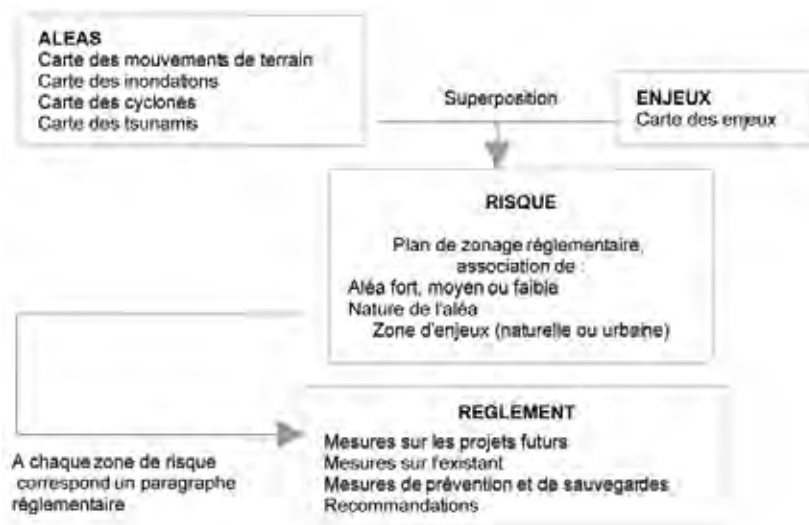 ALEAS
Carte des mouvements de terrain
Carte des inondations
Carte des cyclones
Carte des tsunamis
Superposition
ENJEUX
Carte des enjeux
RISQUE
Plan de zonage réglementaire,
association de :
Aléa fort, moyen ou faible
Nature de l'aléa
Zone d'enjeux (naturelle ou urbaine)
A chaque zone de risque
correspond un paragraphe
réglementaire
REGLEMENT
Mesures sur les projets futurs
Mesures sur l'existant
Mesures de prévention et de sauvegardes
Recommandations